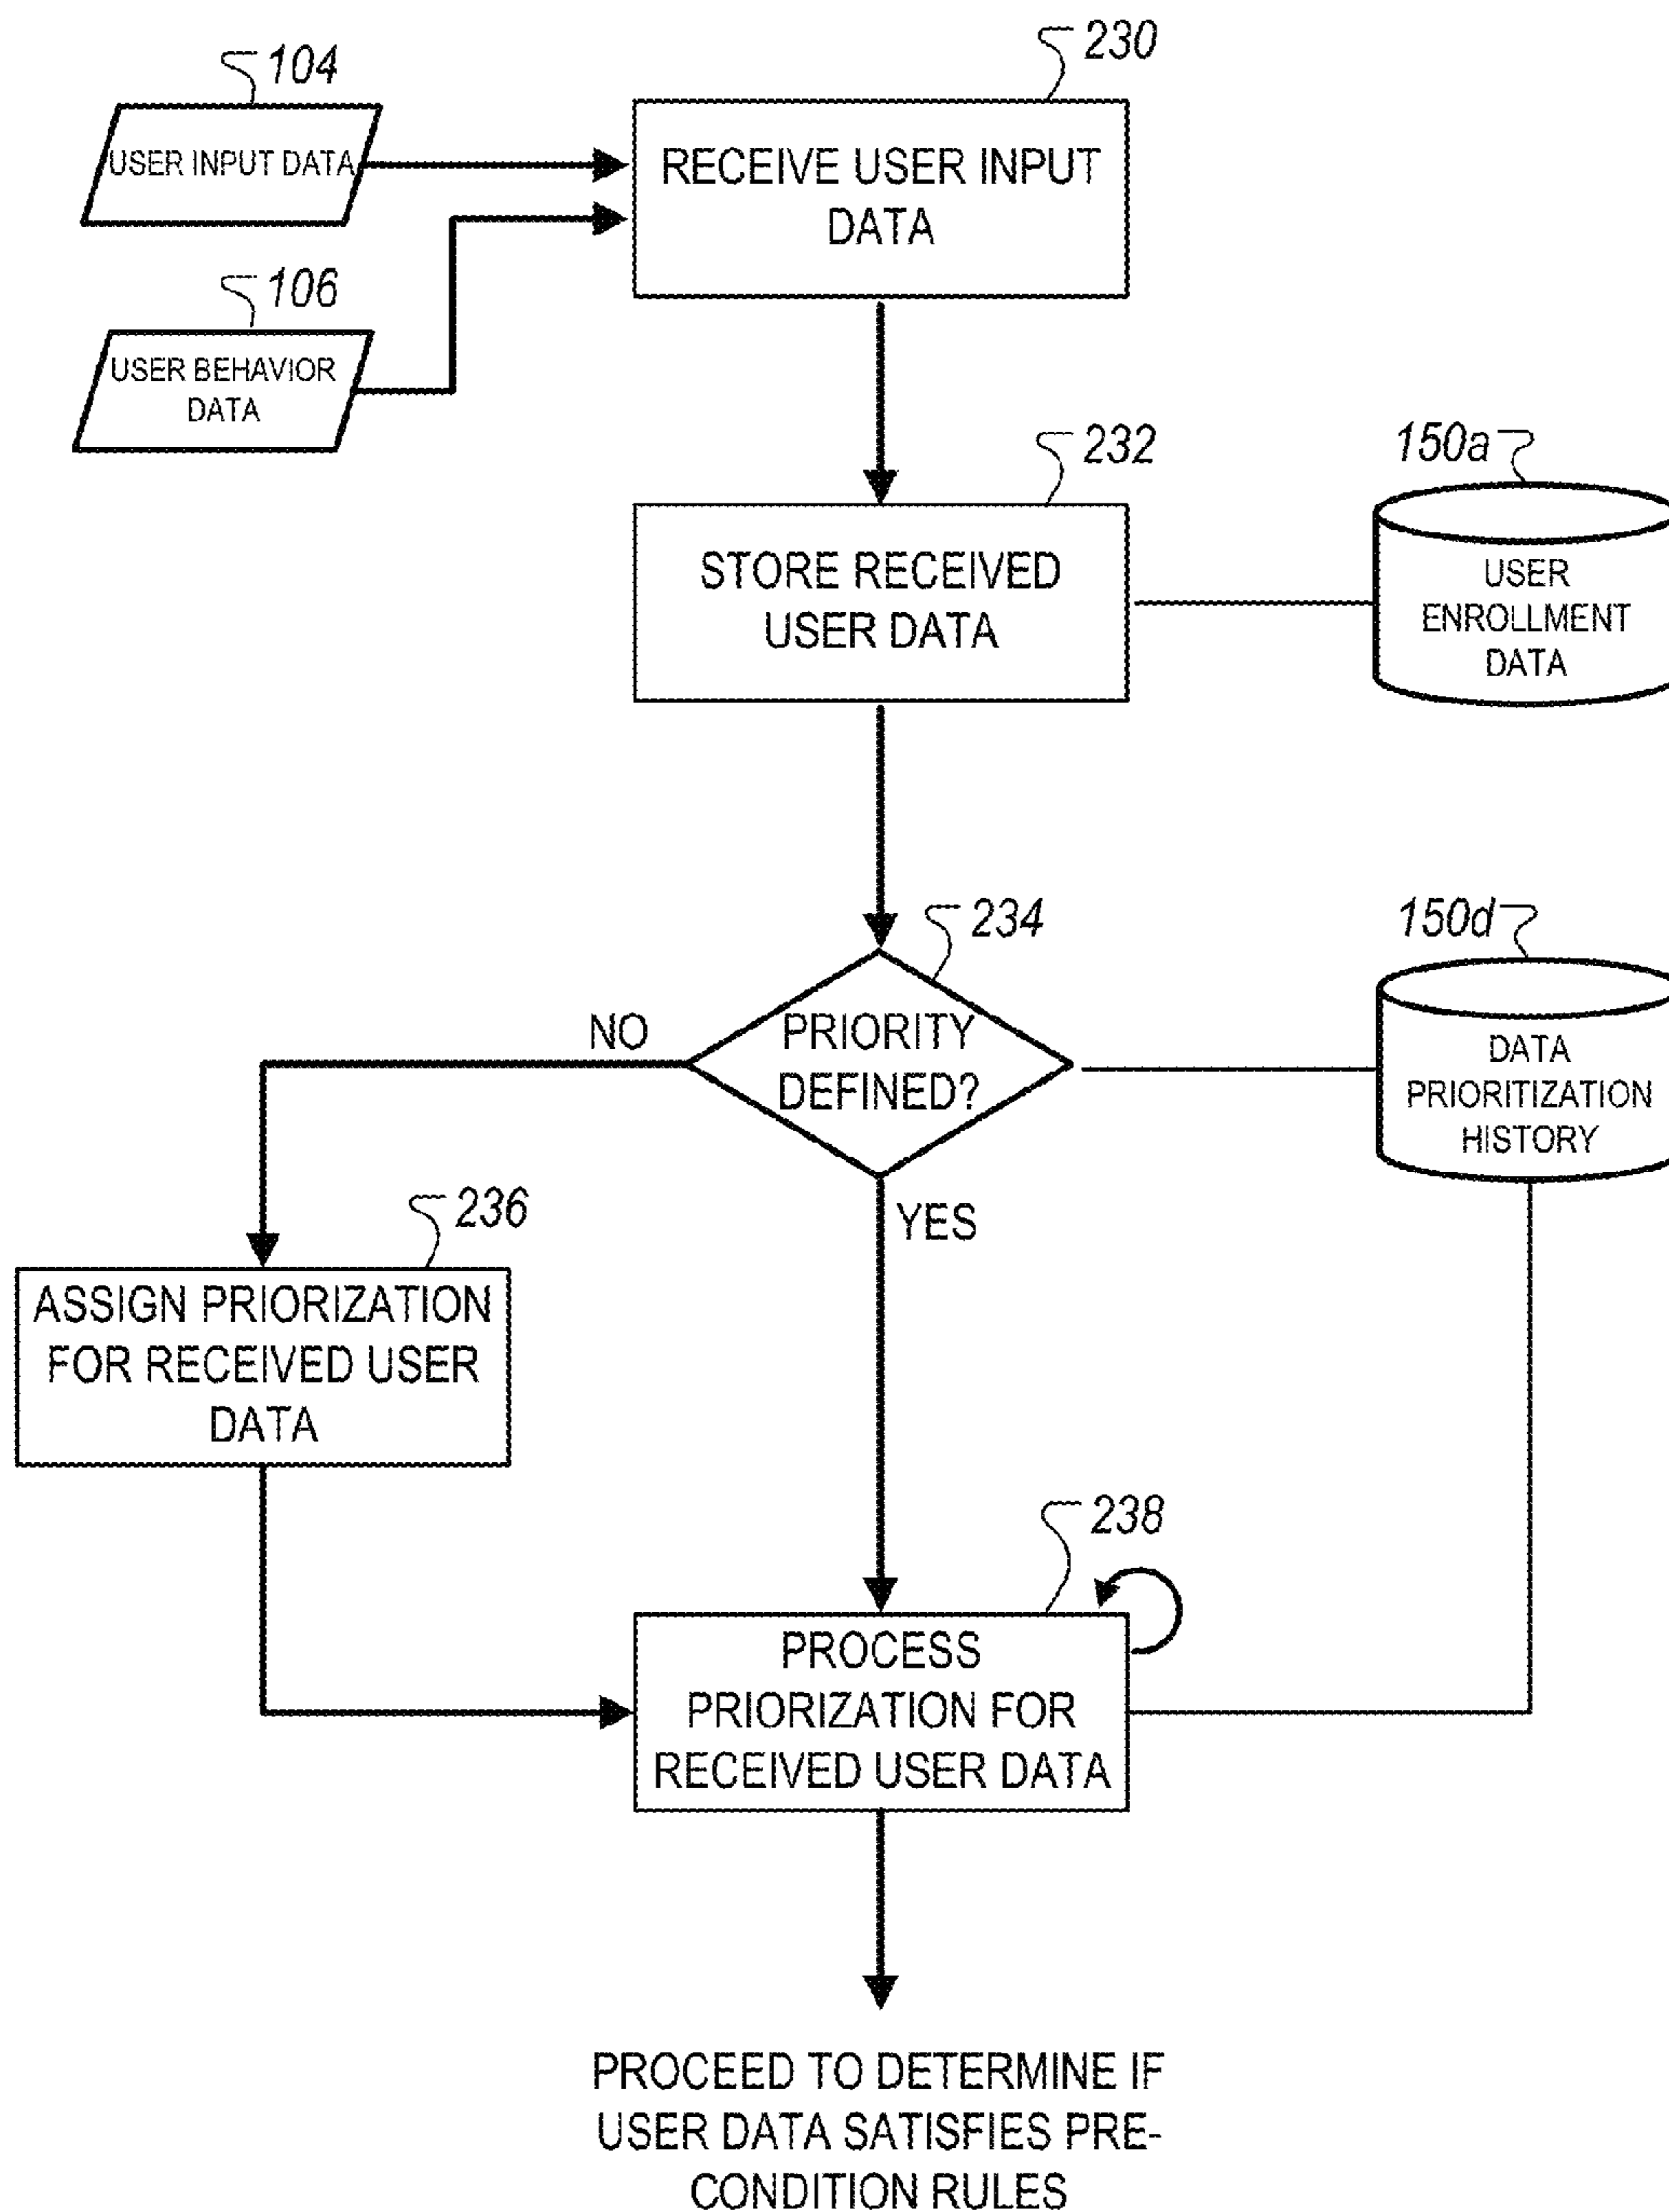 104
230
USER INPUT DATA
RECEIVE USER INPUT
DATA
106
USER BEHAVIOR
DATA
232
150a
STORE RECEIVED
USER DATA
USER
ENROLLMENT
DATA
234
150d
NO
PRIORITY
DEFINED?
DATA
PRIORITIZATION
HISTORY
YES
236
ASSIGN PRIORIZATION
FOR RECEIVED USER
DATA
238
PROCESS
PRIORIZATION FOR
RECEIVED USER DATA
PROCEED TO DETERMINE IF
USER DATA SATISFIES PRE-
CONDITION RULES